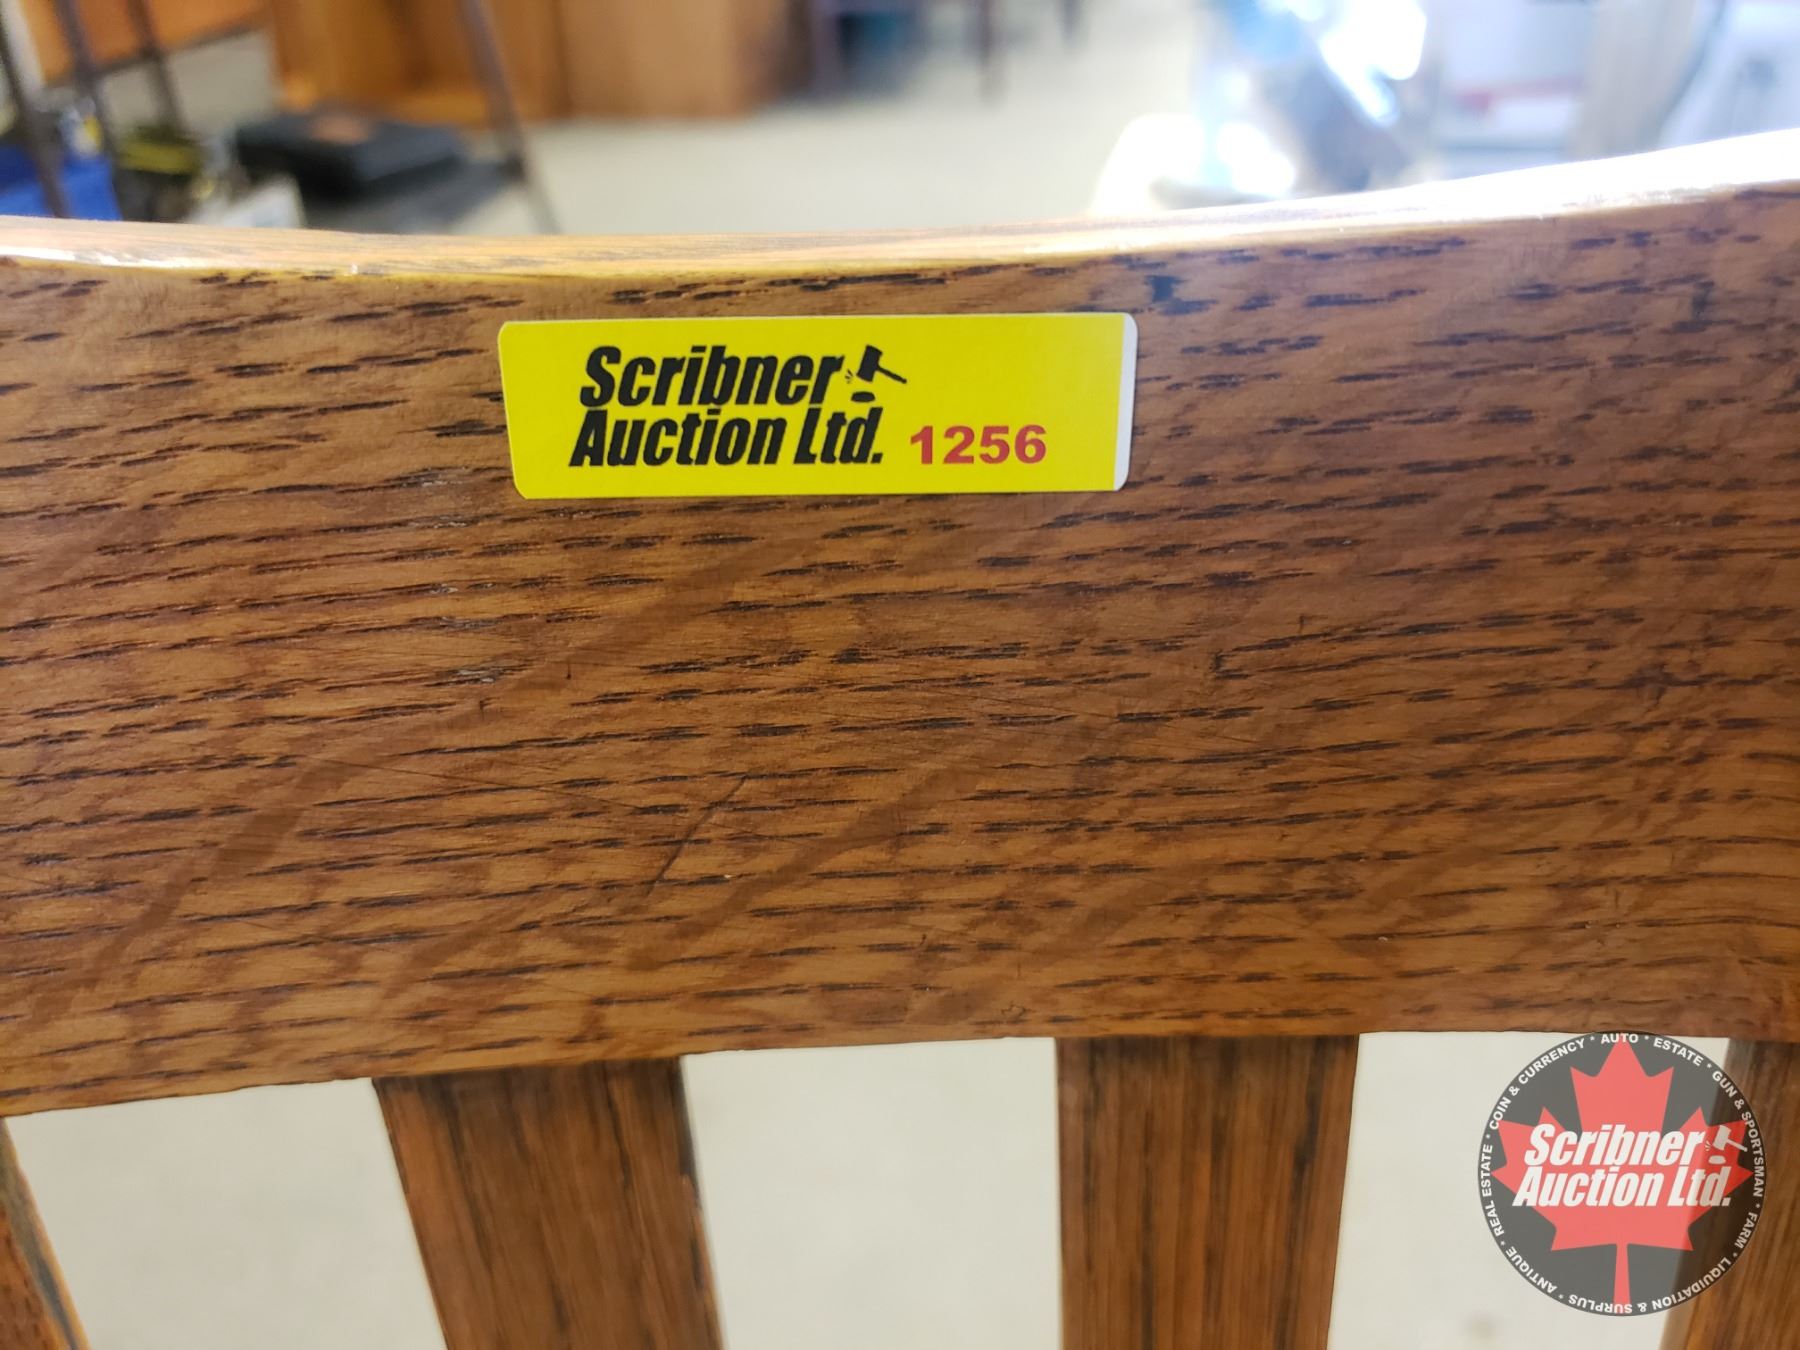 Scribner
Auction Ltd. 1256
COIN & CURRENCY * AUTO * ESTATE * GUN & SPORTSMAN * FARM * LIQUIDATION & SURPLUS * ANTIQUE * REAL ESTATE *
Scribner
Auction Ltd.